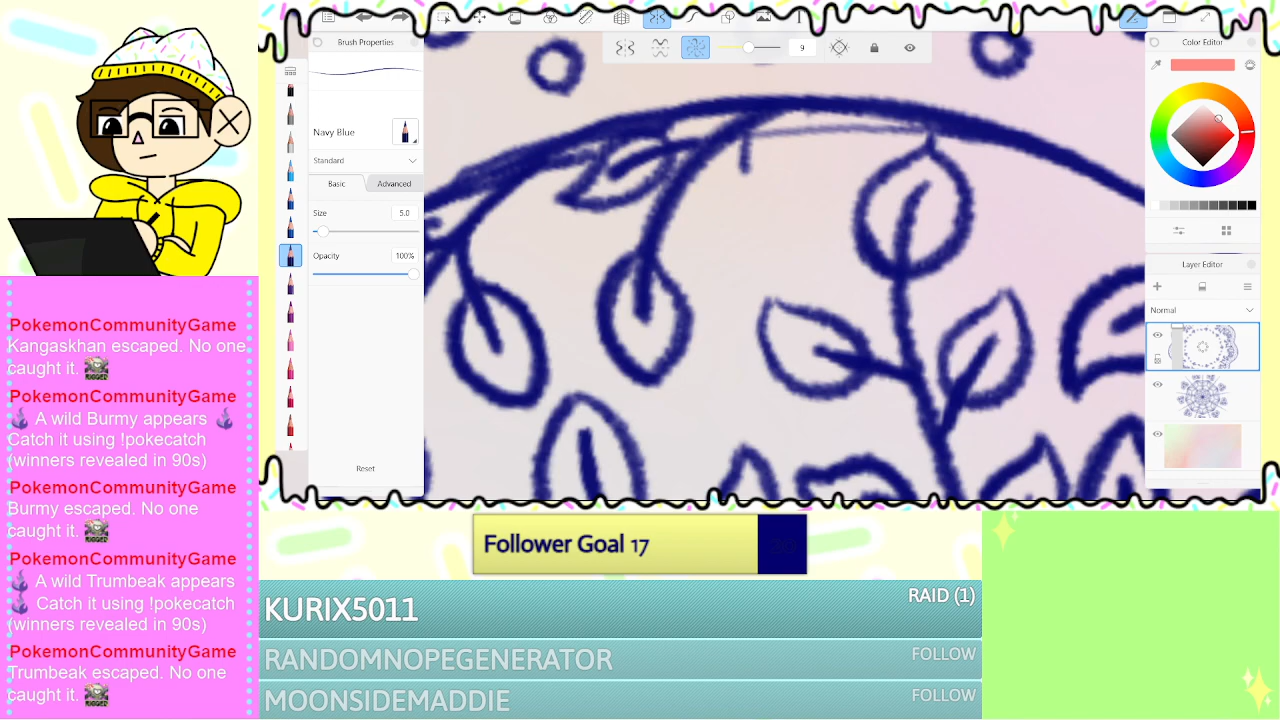 Brush Properties
Navy Blue
Standard
Basic
Advanced
Size
5.0
Opacity
100%
Reset
9
Color Editor
Layer Editor
Normal
PokemonCommunityGame
Kangaskhan escaped. No one
caught it.
PokemonCommunityGame
A wild Burmy appears
Catch it using !pokecatch
(winners revealed in 90s)
PokemonCommunityGame
Burmy escaped. No one
caught it.
PokemonCommunityGame
A wild Trumbeak appears
Catch it using !pokecatch
(winners revealed in 90s)
PokemonCommunityGame
Trumbeak escaped. No one
caught it.
Follower Goal 17
KURIX5011
RAID (1)
RANDOMNOPEGENERATOR
FOLLOW
MOONSIDEMADDIE
FOLLOW